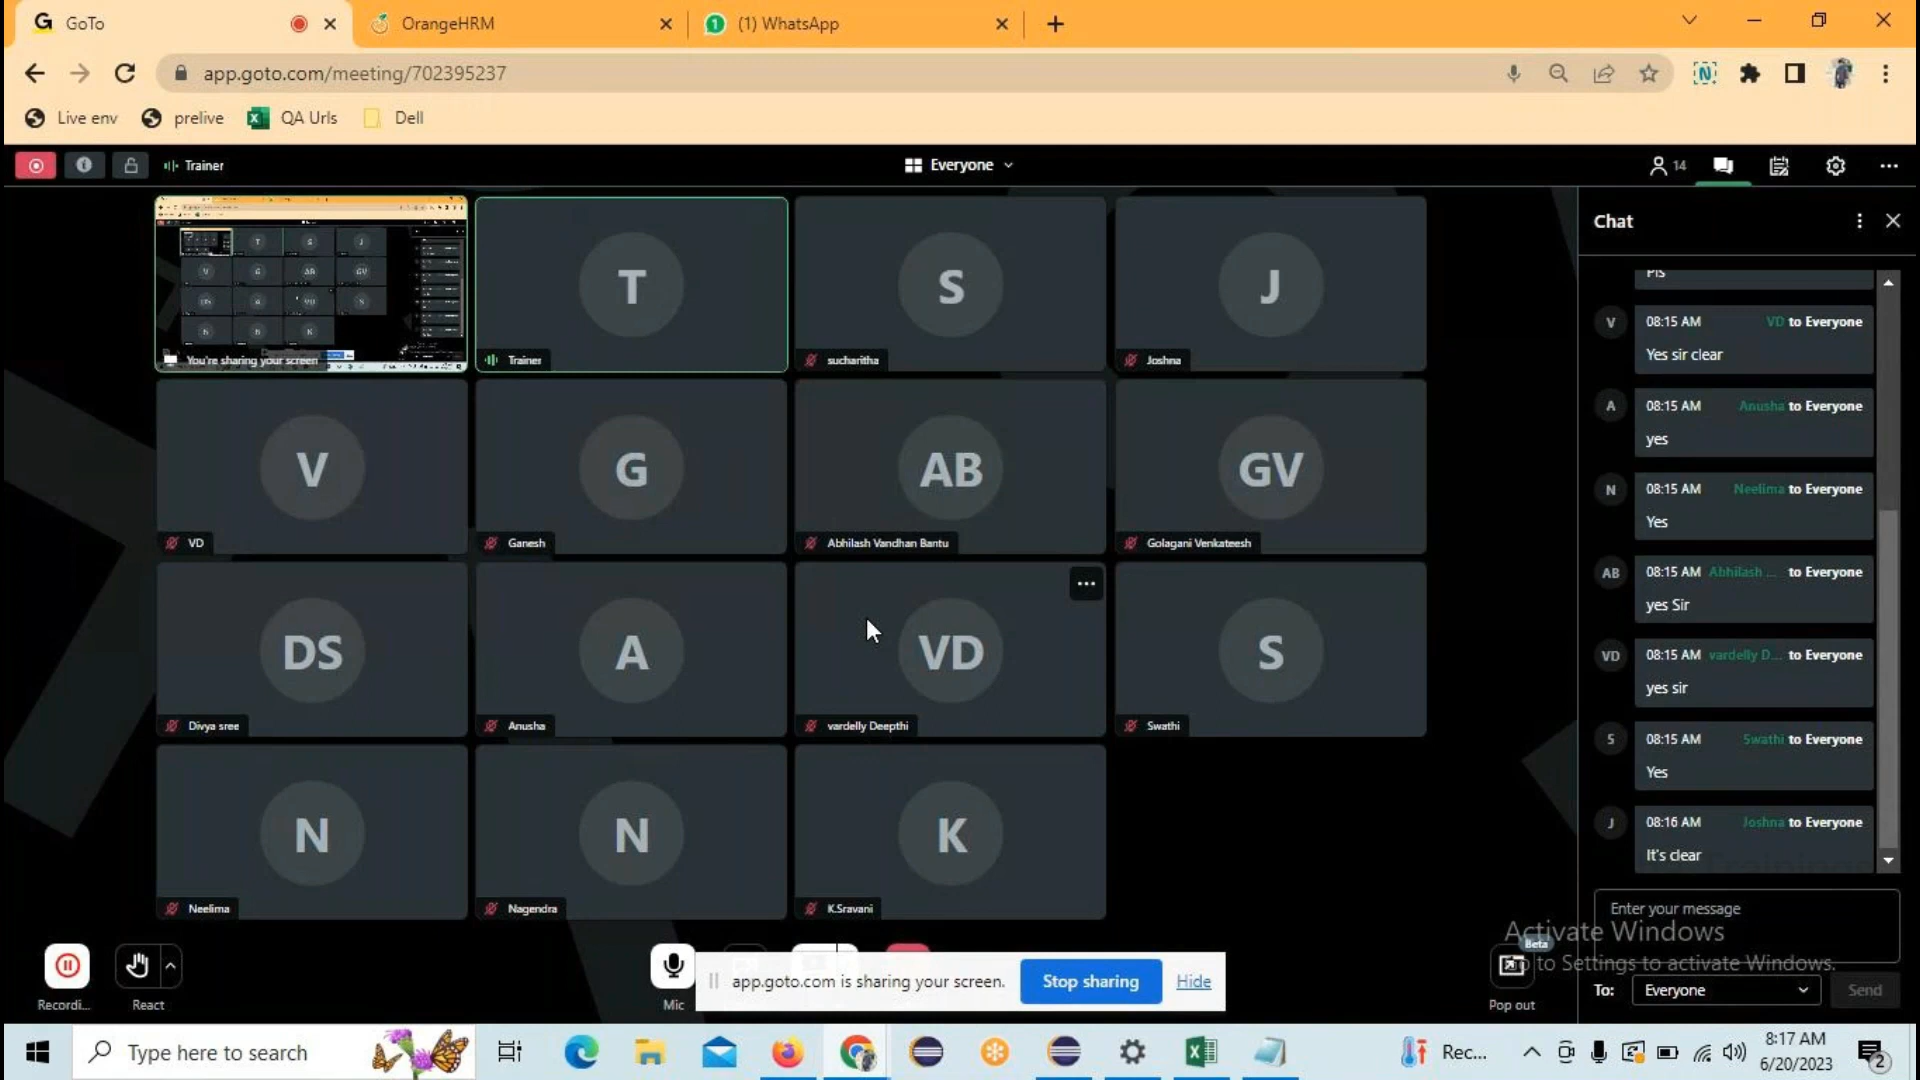 GoTo
OrangeHRM
(1) WhatsApp
app.goto.com/meeting/702395237
Live env
prelive
QA Urls
Dell
Trainer
Everyone
14
You're sharing your screen
T
Trainer
S
sucharitha
J
Joshna
V
VD
G
Ganesh
AB
Abhilash Vandhan Bantu
GV
Golagani Venkateesh
DS
Divya sree
A
Anusha
VD
vardelly Deepthi
S
Swathi
N
Neelima
N
Nagendra
K
K.Sravani
Chat
Pls
V
08:15 AM VD to Everyone
Yes sir clear
A
08:15 AM Anusha to Everyone
yes
N
08:15 AM Neelima to Everyone
Yes
AB
08:15 AM Abhilash ... to Everyone
yes Sir
VD
08:15 AM vardelly D... to Everyone
yes sir
S
08:15 AM Swathi to Everyone
Yes
J
08:16 AM Joshna to Everyone
It's clear
Enter your message
Activate Windows
to Settings to activate Windows.
To: Everyone
Send
Recordi...
React
Mic
app.goto.com is sharing your screen.
Stop sharing
Hide
Beta
Pop out
Type here to search
Rec...
8:17 AM
6/20/2023
2